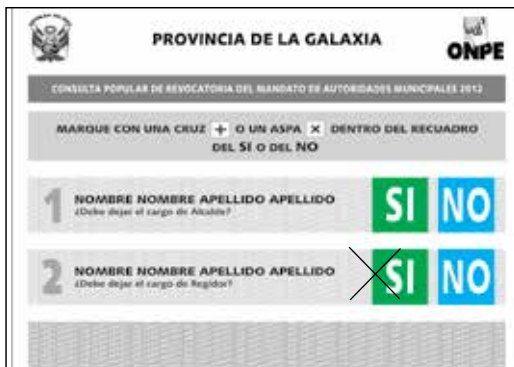 PROVINCIA DE LA GALAXIA
ONPE
CONSULTA POPULAR DE REVOCATORIA DEL MANDATO DE AUTORIDADES MUNICIPALES 2012
MARQUE CON UNA CRUZ + O UN ASPA × DENTRO DEL RECUADRO
DEL SI O DEL NO
1 NOMBRE NOMBRE APELLIDO APELLIDO SI NO
¿Debe dejar el cargo de Alcalde?
2 NOMBRE NOMBRE APELLIDO APELLIDO SI NO
¿Debe dejar el cargo de Regidor?